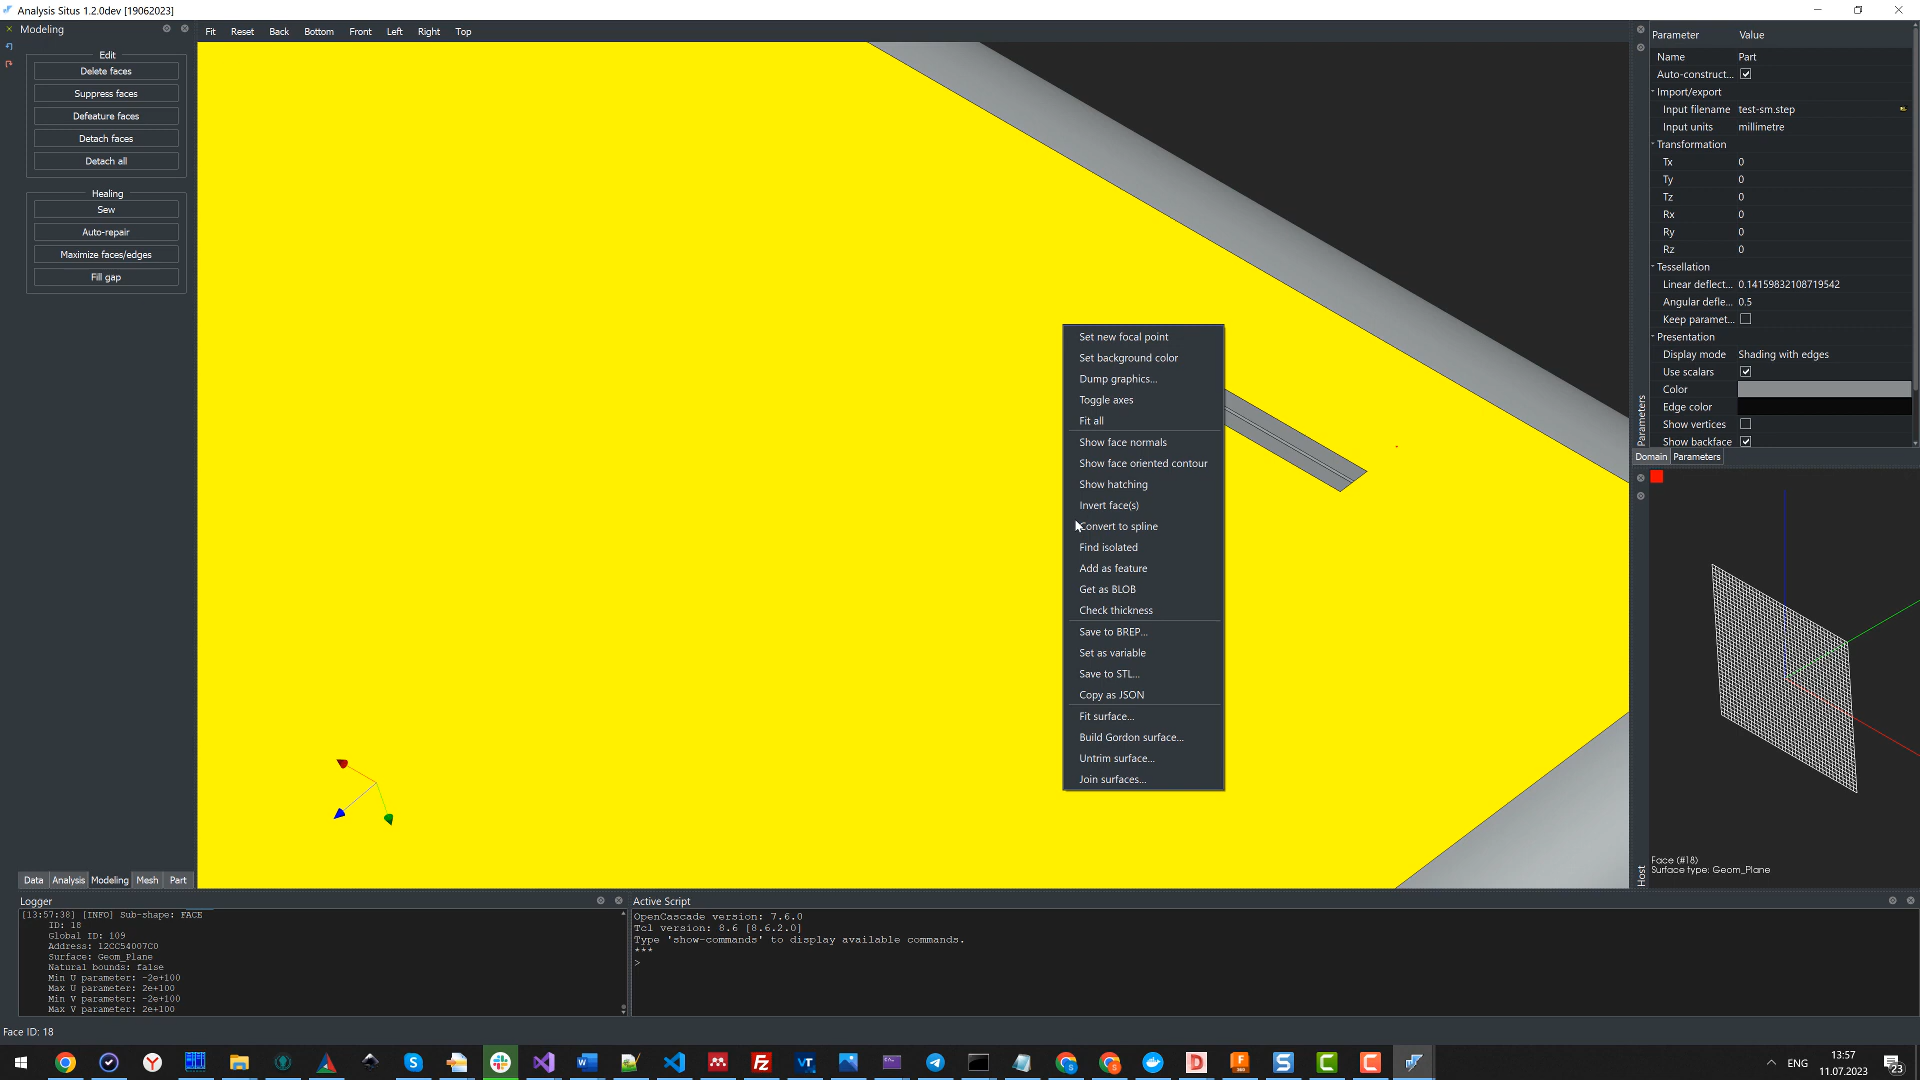 Analysis Situs 1.2.0dev [19062023]
Modeling
Edit
Delete faces
Suppress faces
Defeature faces
Detach faces
Detach all
Healing
Sew
Auto-repair
Maximize faces/edges
Fill gap
Data Analysis Modeling Mesh Part
Fit Reset Back Bottom Front Left Right Top
Set new focal point
Set background color
Dump graphics...
Toggle axes
Fit all
Show face normals
Show face oriented contour
Show hatching
Invert face(s)
Convert to spline
Find isolated
Add as feature
Get as BLOB
Check thickness
Save to BREP...
Set as variable
Save to STL...
Copy as JSON
Fit surface...
Build Gordon surface...
Untrim surface...
Join surfaces...
Parameter Value
Name Part
Auto-construct...
Import/export
Input filename test-sm.step
Input units millimetre
Transformation
Tx 0
Ty 0
Tz 0
Rx 0
Ry 0
Rz 0
Tessellation
Linear deflect... 0.14159832108719542
Angular defle... 0.5
Keep paramet...
Presentation
Display mode Shading with edges
Use scalars
Color
Edge color
Show vertices
Show backface
Parameters
Domain Parameters
Host
Face (#18)
Surface type: Geom_Plane
Logger
[13:57:38] [INFO] Sub-shape: FACE
ID: 18
Global ID: 109
Address: 12CC54007C0
Surface: Geom_Plane
Natural bounds: false
Min U parameter: -2e+100
Max U parameter: 2e+100
Min V parameter: -2e+100
Max V parameter: 2e+100
Active Script
OpenCascade version: 7.6.0
Tcl version: 8.6 [8.6.2.0]
Type 'show-commands' to display available commands.
***
>
Face ID: 18
ENG
13:57
11.07.2023
23